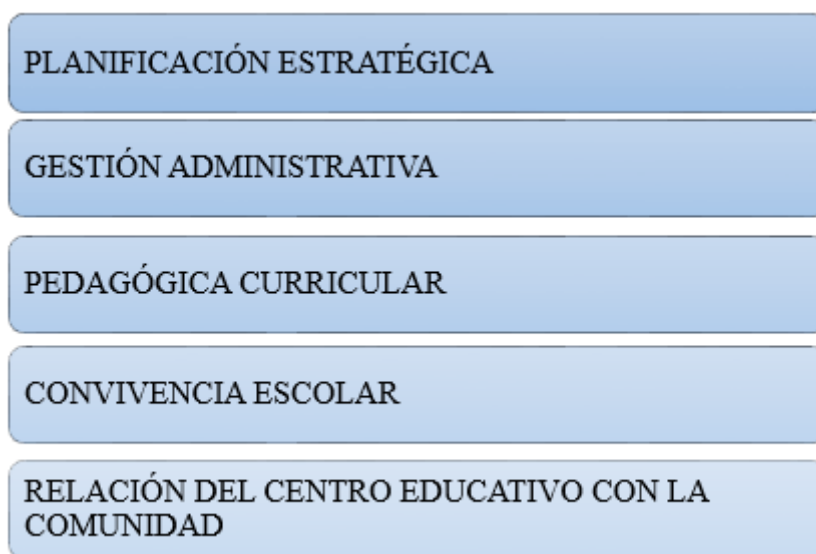 PLANIFICACIÓN ESTRATÉGICA
GESTIÓN ADMINISTRATIVA
PEDAGÓGICA CURRICULAR
CONVIVENCIA ESCOLAR
RELACIÓN DEL CENTRO EDUCATIVO CON LA
COMUNIDAD